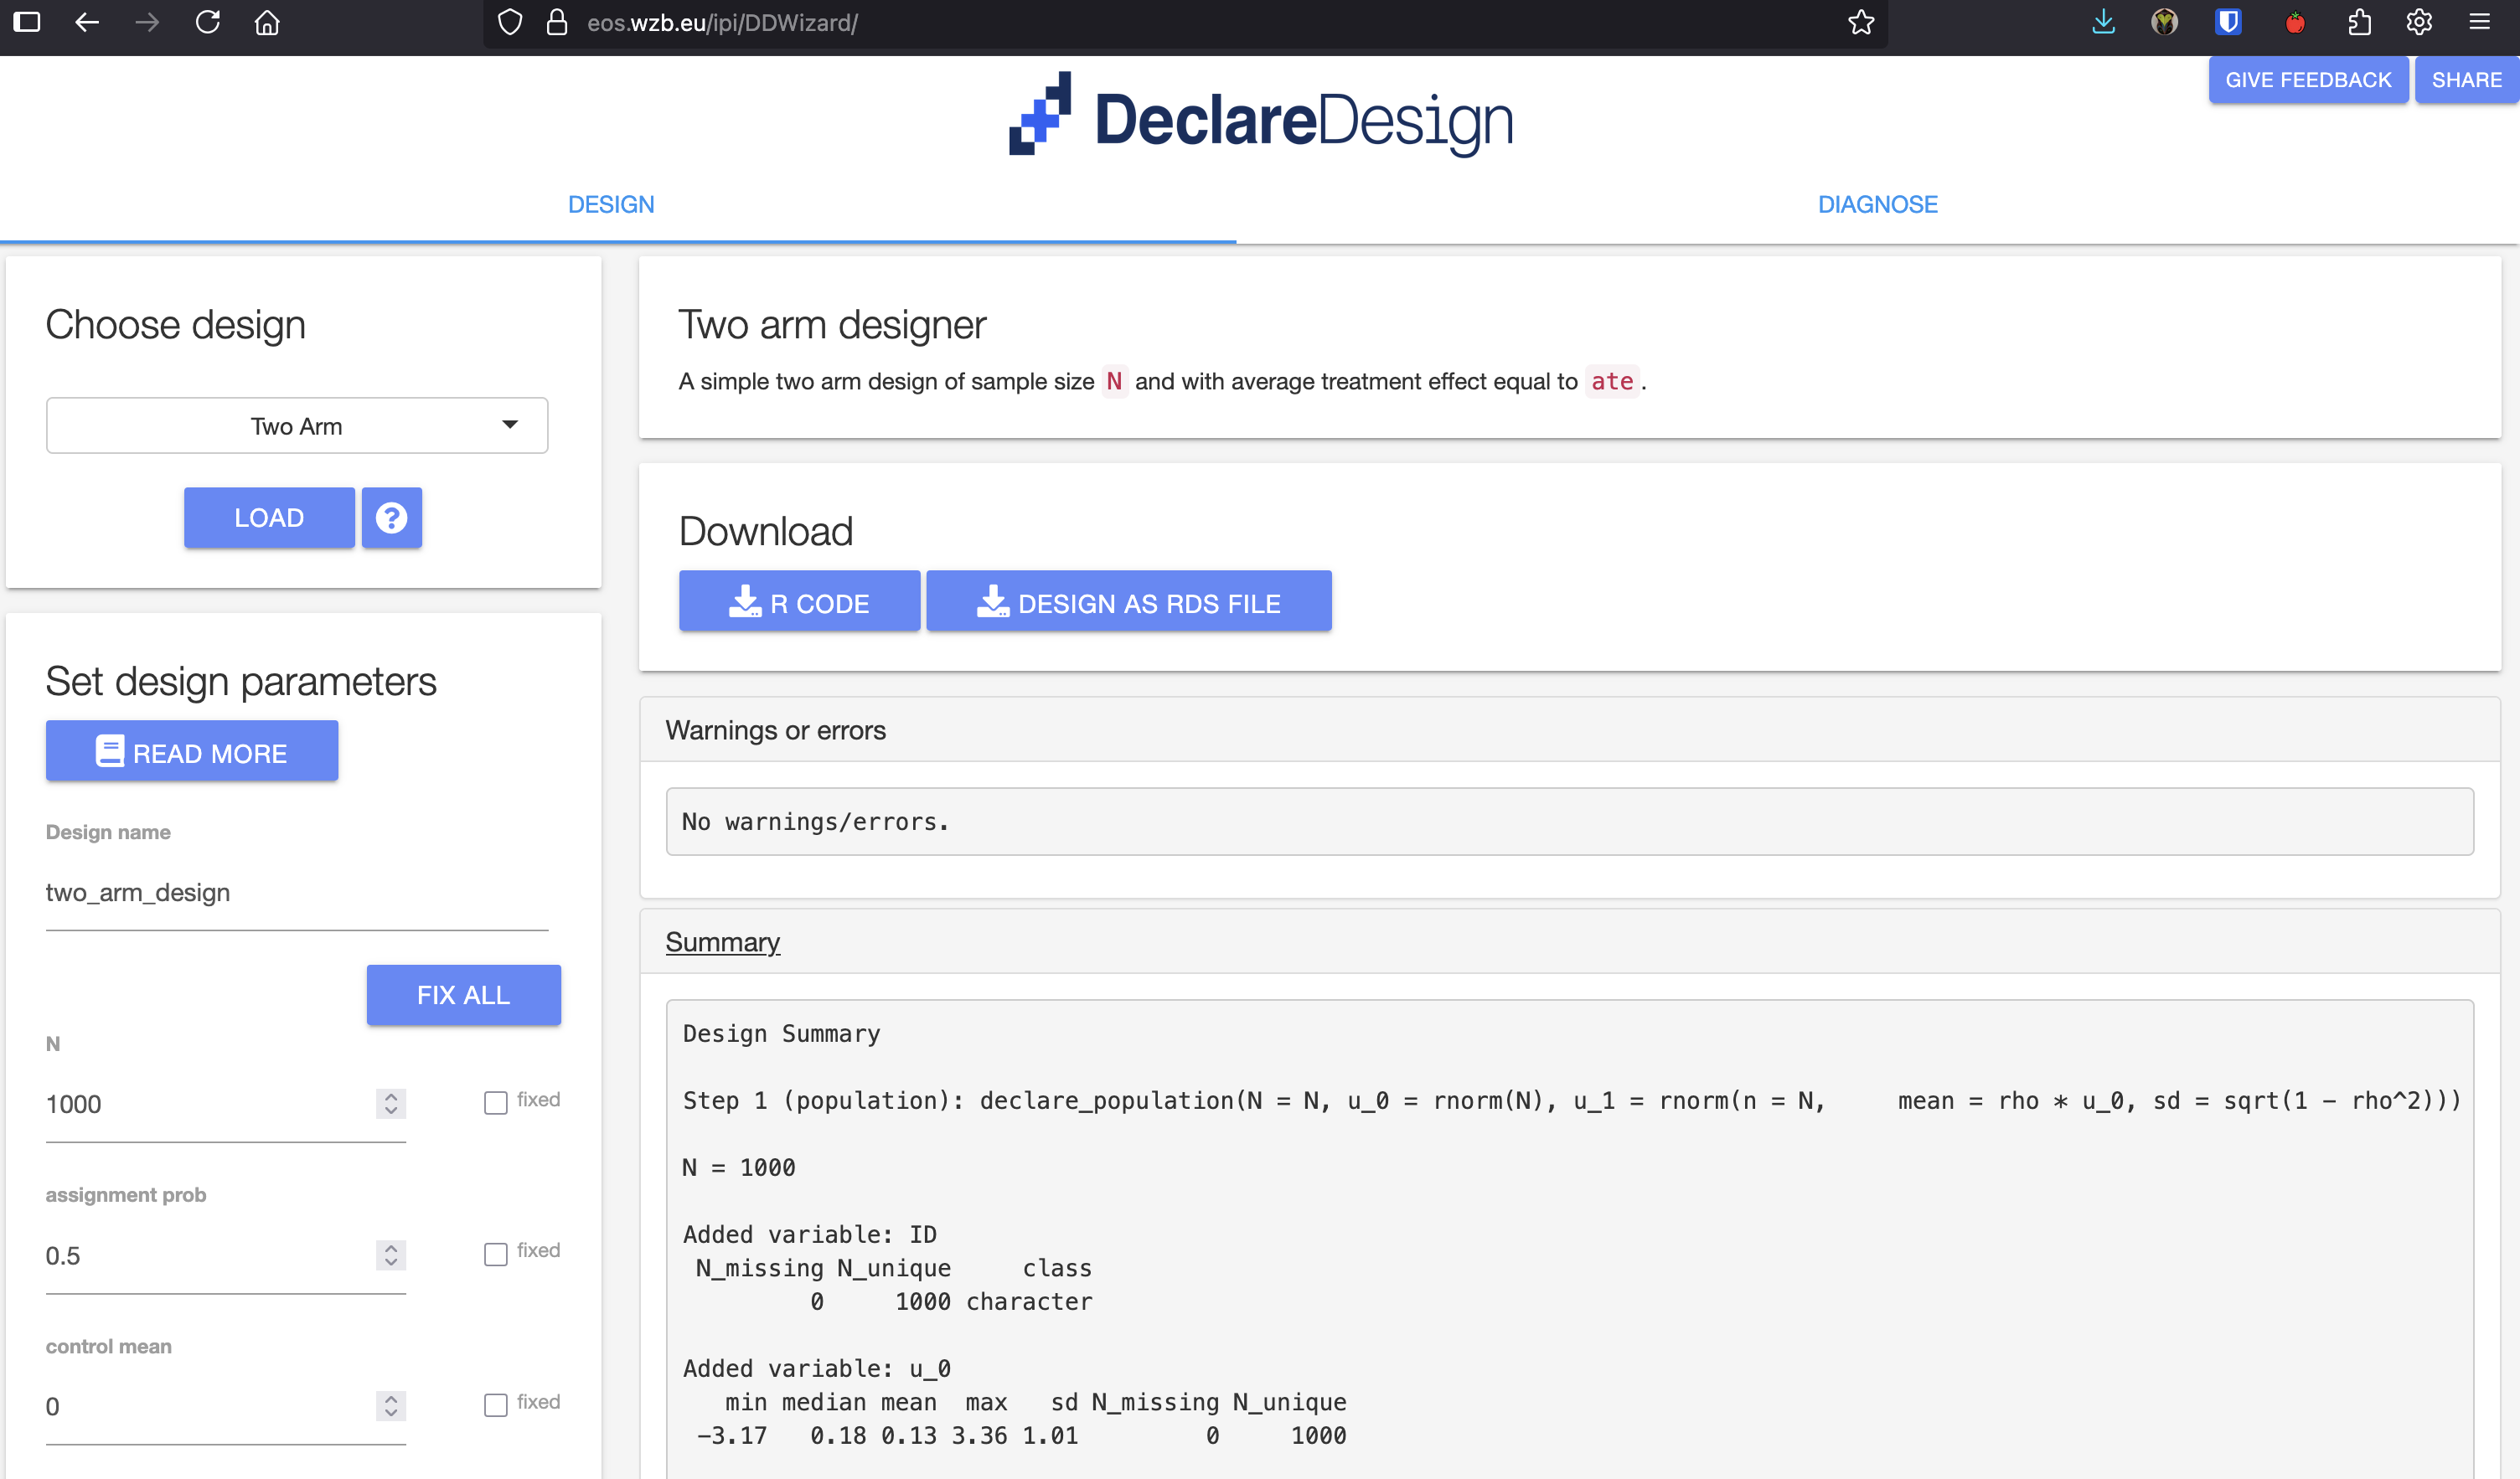 eos.wzb.eu/ipi/DDWizard/
GIVE FEEDBACK
SHARE
DeclareDesign
DESIGN
DIAGNOSE
Choose design
Two Arm
LOAD
?
Set design parameters
READ MORE
Design name
two_arm_design
FIX ALL
N
1000
fixed
assignment prob
0.5
fixed
control mean
0
fixed
Two arm designer
A simple two arm design of sample size N and with average treatment effect equal to ate.
Download
R CODE
DESIGN AS RDS FILE
Warnings or errors
No warnings/errors.
Summary
Design Summary
Step 1 (population): declare_population(N = N, u_0 = rnorm(N), u_1 = rnorm(n = N,     mean = rho * u_0, sd = sqrt(1 - rho^2)))
N = 1000
Added variable: ID
N_missing N_unique     class
0     1000 character
Added variable: u_0
min median mean  max   sd N_missing N_unique
-3.17   0.18 0.13 3.36 1.01         0     1000